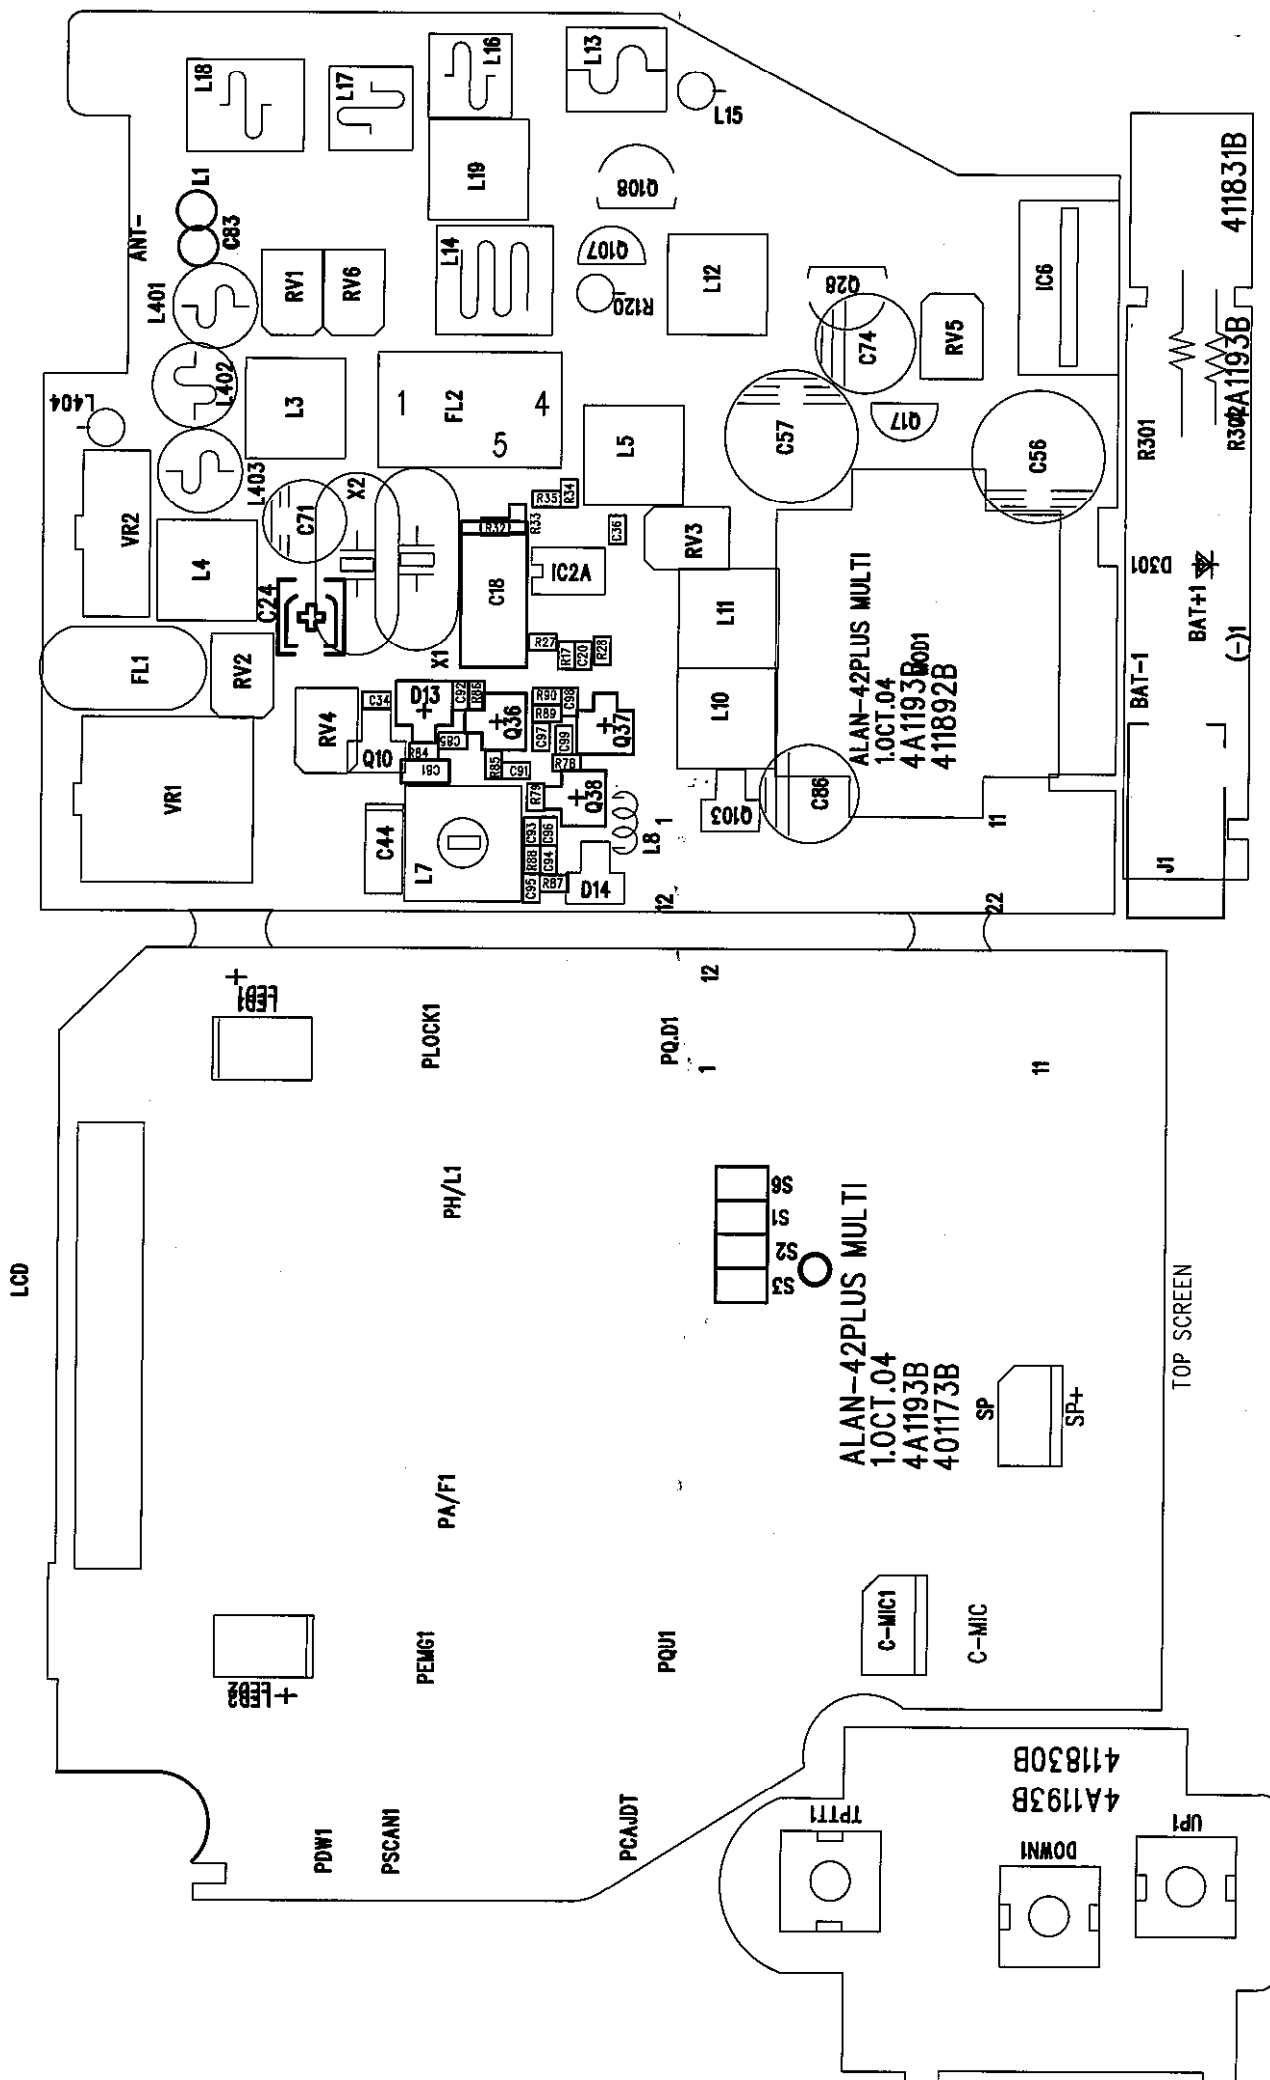 L18
L17
L16
L13
L15
L1
C83
ANT-
L19
Q108
L401
RV1
RV6
L14
Q107
R120
L12
Q28
C74
RV5
IC6
411831B
4A1193B
L404
L402
L3
1
FL2
4
5
L5
C57
Q17
C56
R301
L403
VR2
X2
C71
R35
R34
R32
R33
C36
RV3
L4
C24
C18
IC2A
L11
D301
BAT+1
(-)1
BAT-1
FL1
RV2
X1
R27
R17
C20
R28
D13
C92
R86
R90
C98
R89
C34
RV4
Q10
R84
C85
Q36
C97
C99
Q37
L10
R85
C91
R78
ALAN-42PLUS MULTI
1.OCT.04
4A1193B
MOD1
411892B
VR1
C44
L7
R79
Q38
C93
C96
R88
C94
C95
R87
D14
L8
1
Q103
C86
11
J1
12
22
LED1
+
PLOCK1
PQ.D1
12
1
11
LCD
PH/L1
S6
S1
S2
S3
ALAN-42PLUS MULTI
1.OCT.04
4A1193B
401173B
TOP SCREEN
PA/F1
SP
SP+
+
LED2
PEMG1
PQU1
C-MIC1
C-MIC
PDW1
PSCAN1
PCAJDT
TPTT1
4A1193B
411830B
DOWN1
UP1